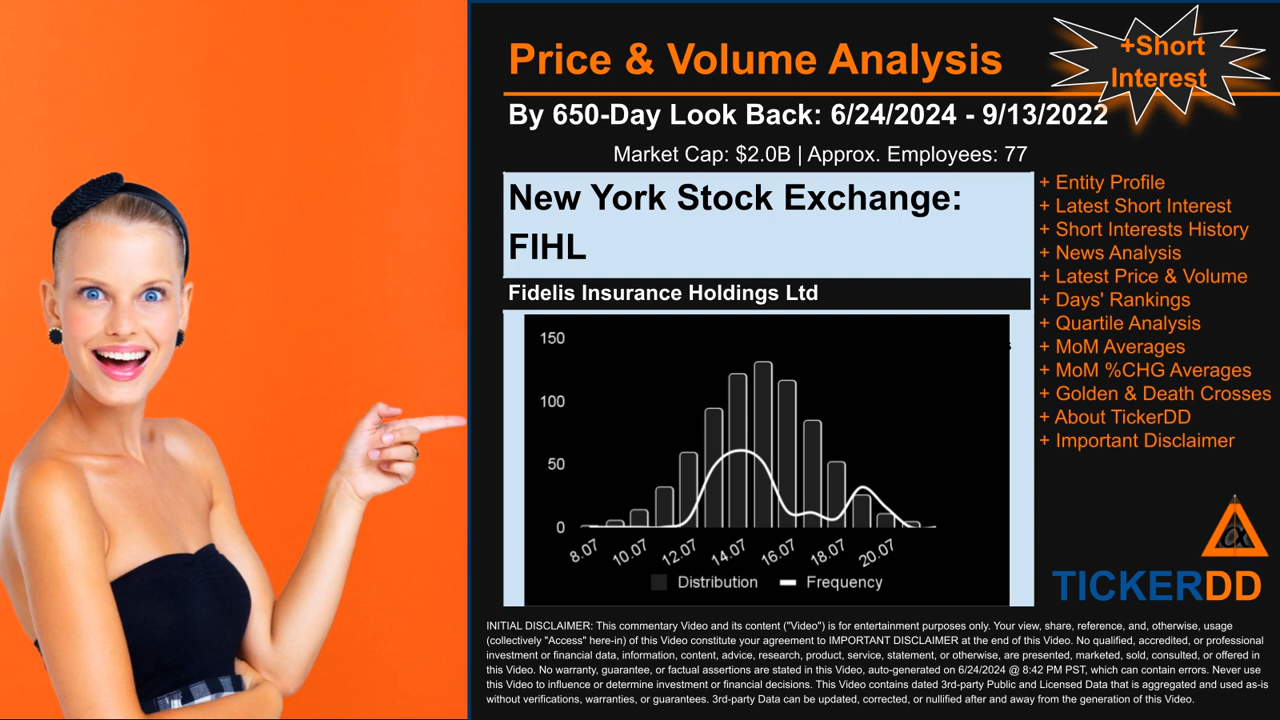 Price & Volume Analysis
+Short
Interest
By 650-Day Look Back: 6/24/2024 - 9/13/2022
Market Cap: $2.0B | Approx. Employees: 77
New York Stock Exchange:
FIHL
Fidelis Insurance Holdings Ltd
150
100
50
0
8.07 10.07 12.07 14.07 16.07 18.07 20.07
Distribution Frequency
+ Entity Profile
+ Latest Short Interest
+ Short Interests History
+ News Analysis
+ Latest Price & Volume
+ Days' Rankings
+ Quartile Analysis
+ MoM Averages
+ MoM %CHG Averages
+ Golden & Death Crosses
+ About TickerDD
+ Important Disclaimer
TICKERDD
INITIAL DISCLAIMER: This commentary Video and its content ("Video") is for entertainment purposes only. Your view, share, reference, and, otherwise, usage
(collectively "Access" here-in) of this Video constitute your agreement to IMPORTANT DISCLAIMER at the end of this Video. No qualified, accredited, or professional
investment or financial data, information, content, advice, research, product, service, statement, or otherwise, are presented, marketed, sold, consulted, or offered in
this Video. No warranty, guarantee, or factual assertions are stated in this Video, auto-generated on 6/24/2024 @ 8:42 PM PST, which can contain errors. Never use
this Video to influence or determine investment or financial decisions. This Video contains dated 3rd-party Public and Licensed Data that is aggregated and used as-is
without verifications, warranties, or guarantees. 3rd-party Data can be updated, corrected, or nullified after and away from the generation of this Video.